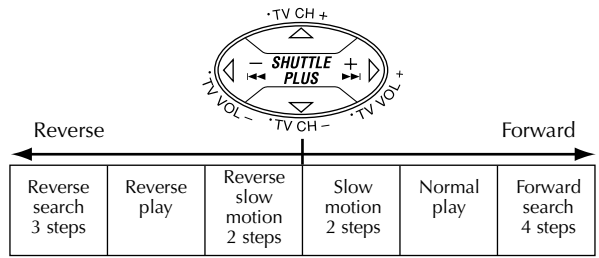 •TV CH +
– SHUTTLE +
PLUS
•TV VOL –
•TV VOL +
•TV CH –
Reverse
Forward
Reverse
search
3 steps
Reverse
play
Reverse
slow
motion
2 steps
Slow
motion
2 steps
Normal
play
Forward
search
4 steps